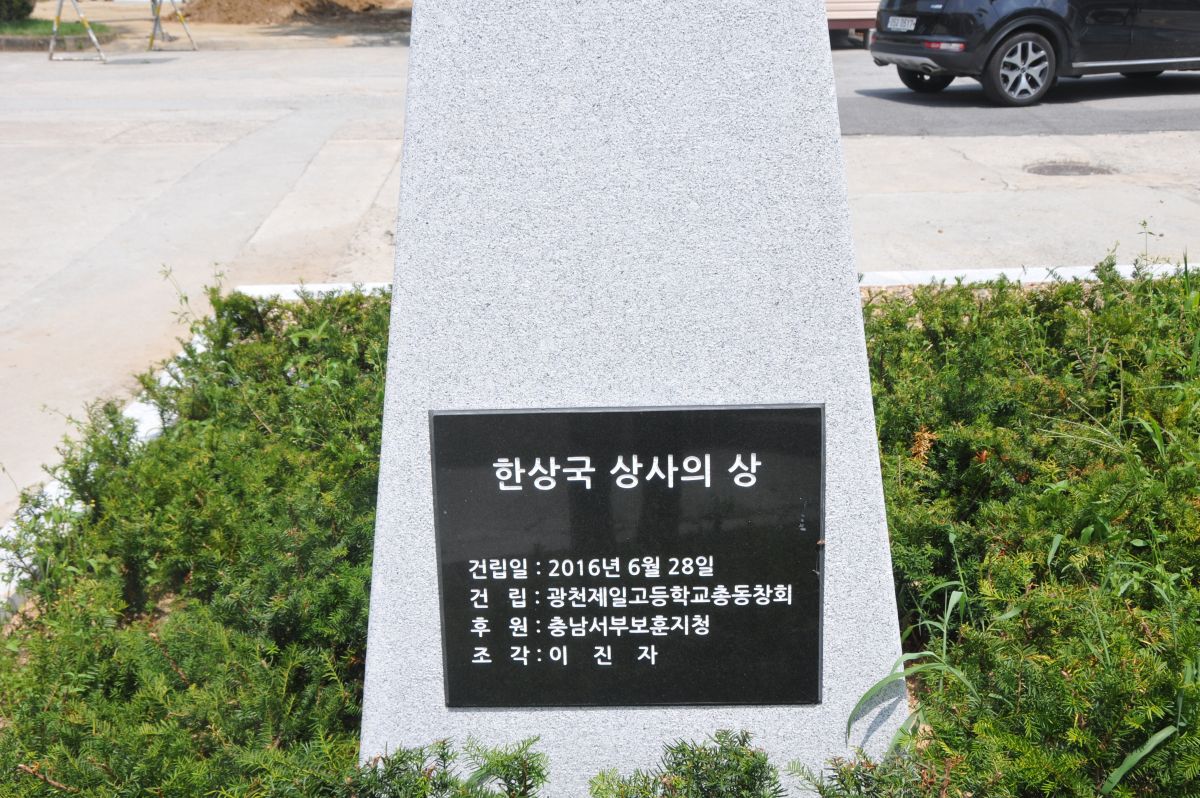 한상국 상사의 상
건립일 : 2016년 6월 28일
건 립 : 광천제일고등학교총동창회
후 원 : 충남서부보훈지청
조 각 : 이 진 자